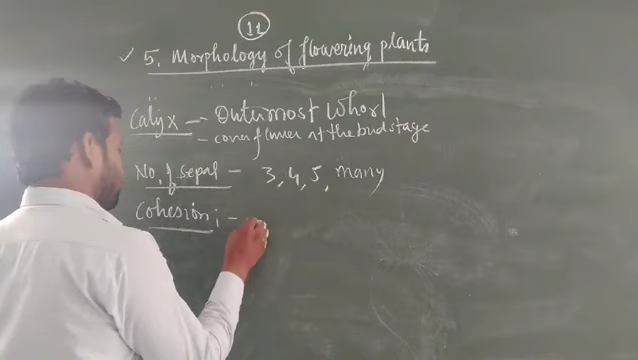 11
✓ 5. Morphology of flowering plants
Calyx - Outermost whorl
- cover flower at the bud stage
No. of sepal - 3, 4, 5, many
Cohesion ; -